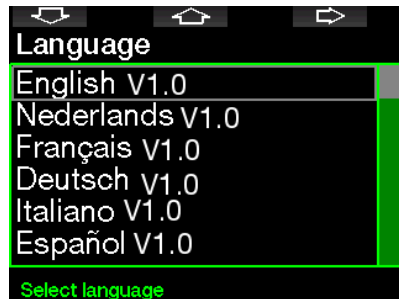 Language
English V1.0
Nederlands V1.0
Français V1.0
Deutsch V1.0
Italiano V1.0
Español V1.0
Select language